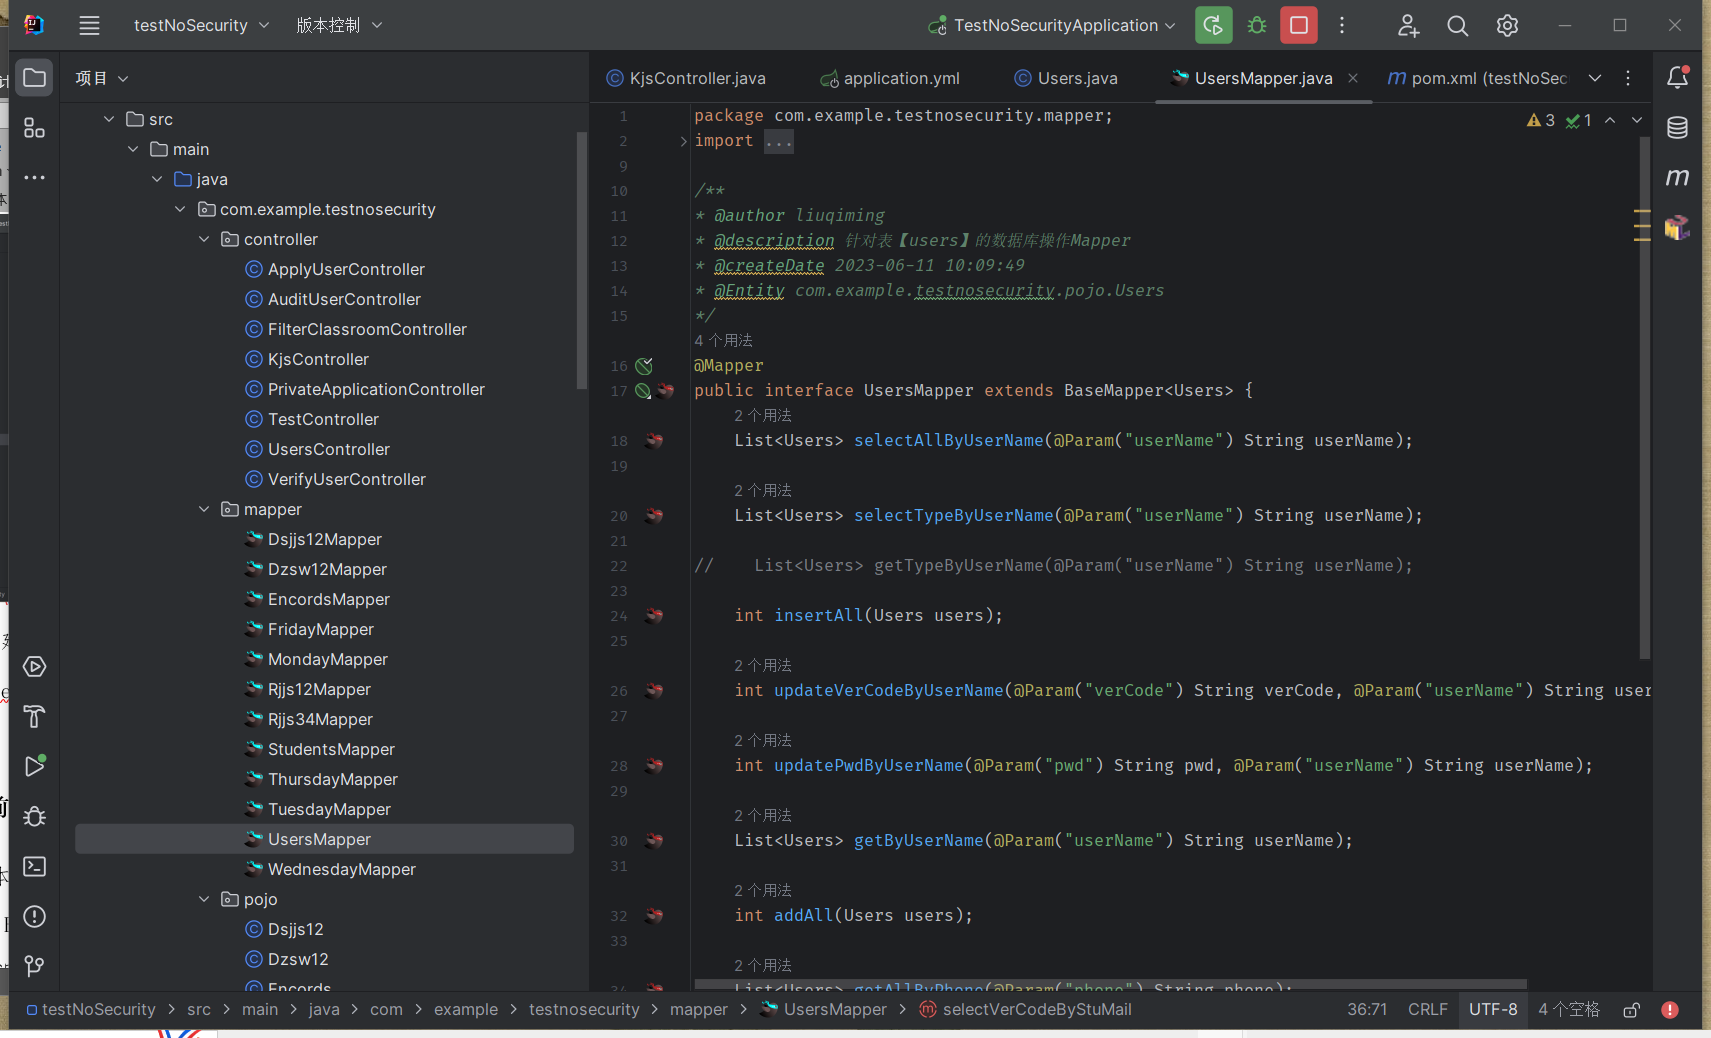 testNoSecurity 版本控制 TestNoSecurityApplication
项目
src
main
java
com.example.testnosecurity
controller
ApplyUserController
AuditUserController
FilterClassroomController
KjsController
PrivateApplicationController
TestController
UsersController
VerifyUserController
mapper
Dsjjs12Mapper
Dzsw12Mapper
EncordsMapper
FridayMapper
MondayMapper
Rjjs12Mapper
Rjjs34Mapper
StudentsMapper
ThursdayMapper
TuesdayMapper
UsersMapper
WednesdayMapper
pojo
Dsjjs12
Dzsw12
Encords
KjsController.java application.yml Users.java UsersMapper.java pom.xml (testNoSec
3 1
1 package com.example.testnosecurity.mapper;
2 import ...
9
10 /**
11 * @author liuqiming
12 * @description 针对表【users】的数据库操作Mapper
13 * @createDate 2023-06-11 10:09:49
14 * @Entity com.example.testnosecurity.pojo.Users
15 */
4 个用法
16 @Mapper
17 public interface UsersMapper extends BaseMapper<Users> {
2 个用法
18 List<Users> selectAllByUserName(@Param("userName") String userName);
19
2 个用法
20 List<Users> selectTypeByUserName(@Param("userName") String userName);
21
22 // List<Users> getTypeByUserName(@Param("userName") String userName);
23
24 int insertAll(Users users);
25
2 个用法
26 int updateVerCodeByUserName(@Param("verCode") String verCode, @Param("userName") String user
27
2 个用法
28 int updatePwdByUserName(@Param("pwd") String pwd, @Param("userName") String userName);
29
2 个用法
30 List<Users> getByUserName(@Param("userName") String userName);
31
2 个用法
32 int addAll(Users users);
33
2 个用法
34 List<Users> getAllByPhone(@Param("phone") String phone);
testNoSecurity > src > main > java > com > example > testnosecurity > mapper > UsersMapper > selectVerCodeByStuMail 36:71 CRLF UTF-8 4 个空格